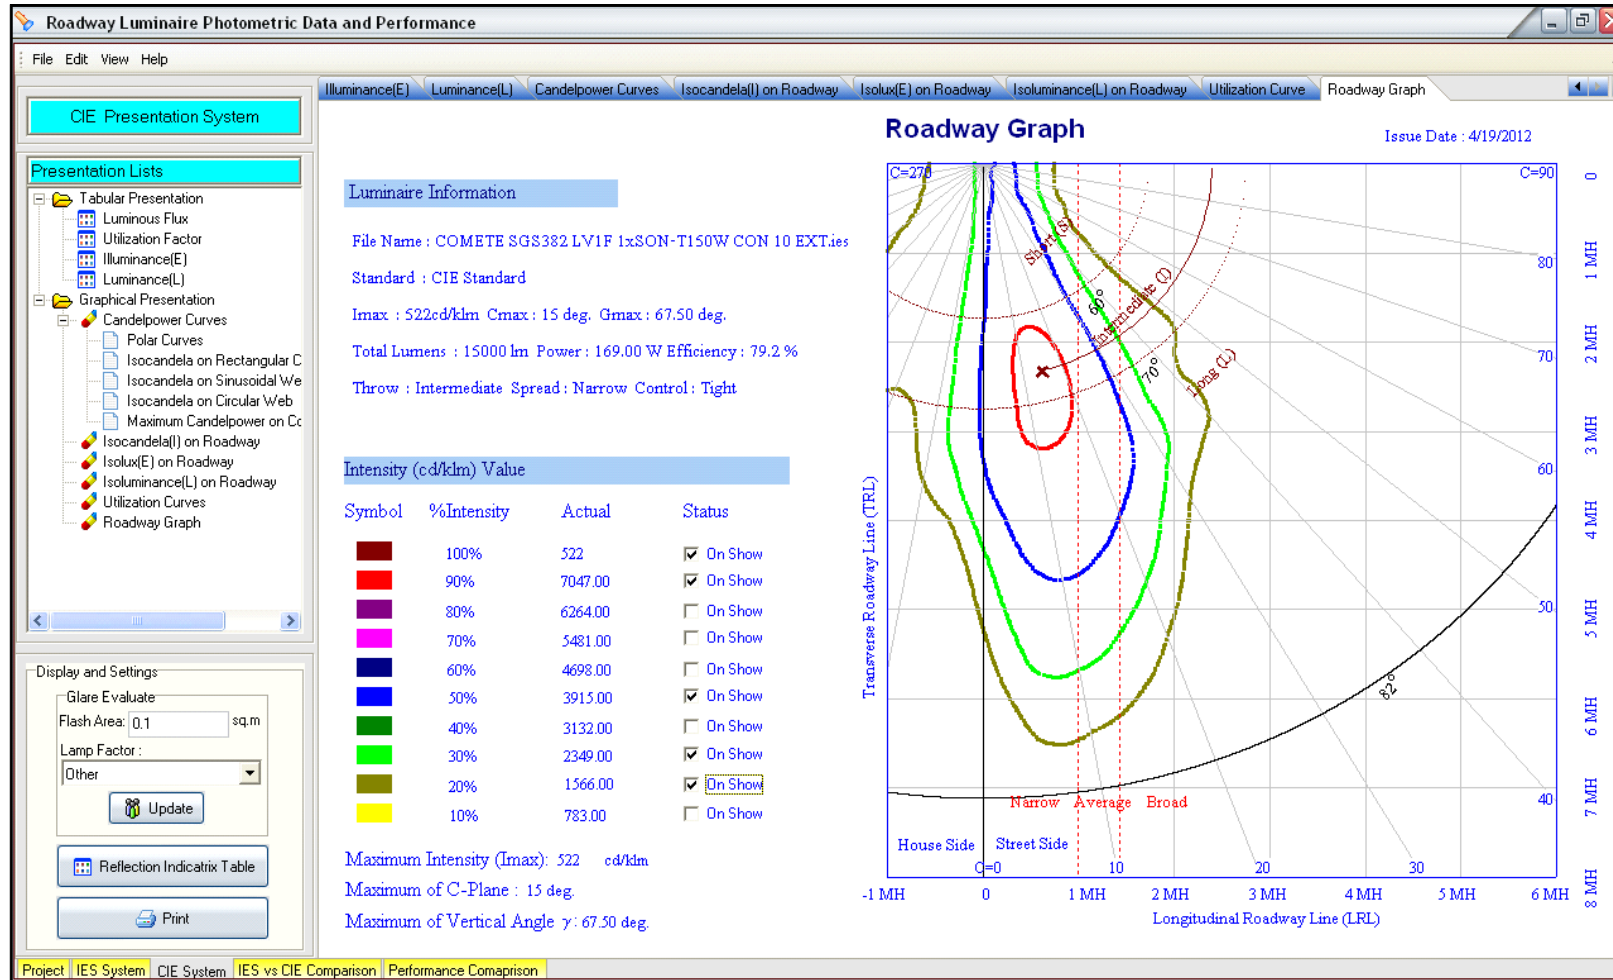 Roadway Luminaire Photometric Data and Performance
File Edit View Help
CIE Presentation System
Presentation Lists
Tabular Presentation
Luminous Flux
Utilization Factor
Illuminance(E)
Luminance(L)
Graphical Presentation
Candelpower Curves
Polar Curves
Isocandela on Rectangular C
Isocandela on Sinusoidal We
Isocandela on Circular Web
Maximum Candelpower on Cc
Isocandela(I) on Roadway
Isolux(E) on Roadway
Isoluminance(L) on Roadway
Utilization Curves
Roadway Graph
Display and Settings
Glare Evaluate
Flash Area: 0.1 sq.m
Lamp Factor :
Other
Update
Reflection Indicatrix Table
Print
Illuminance(E) Luminance(L) Candelpower Curves Isocandela(I) on Roadway Isolux(E) on Roadway Isoluminance(L) on Roadway Utilization Curve Roadway Graph
Luminaire Information
File Name : COMETE SGS382 LV1F 1xSON-T150W CON 10 EXT.ies
Standard : CIE Standard
Imax : 522cd/klm Cmax : 15 deg. Gmax : 67.50 deg.
Total Lumens : 15000 lm Power : 169.00 W Efficiency : 79.2 %
Throw : Intermediate Spread : Narrow Control : Tight
Intensity (cd/klm) Value
Symbol %Intensity Actual Status
100% 522 On Show
90% 7047.00 On Show
80% 6264.00 On Show
70% 5481.00 On Show
60% 4698.00 On Show
50% 3915.00 On Show
40% 3132.00 On Show
30% 2349.00 On Show
20% 1566.00 On Show
10% 783.00 On Show
Maximum Intensity (Imax): 522 cd/klm
Maximum of C-Plane : 15 deg.
Maximum of Vertical Angle γ: 67.50 deg.
Roadway Graph
Issue Date : 4/19/2012
C=270
C=90
Short (S)
Intermediate (I)
Long (L)
60°
70°
82°
80
70
60
50
40
Narrow Average Broad
House Side Street Side
C=0 10 20 30
-1 MH 0 1 MH 2 MH 3 MH 4 MH 5 MH 6 MH
Longitudinal Roadway Line (LRL)
Transverse Roadway Line (TRL)
0
1 MH
2 MH
3 MH
4 MH
5 MH
6 MH
7 MH
8 MH
Project IES System CIE System IES vs CIE Comparison Performance Comaprison